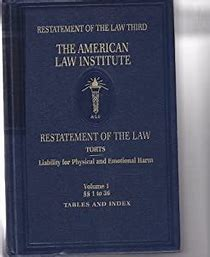 RESTATEMENT OF THE LAW THIRD
THE AMERICAN
LAW INSTITUTE
ALI
RESTATEMENT OF THE LAW
TORTS
Liability for Physical and Emotional Harm
Volume 1
§§ 1 to 36
TABLES AND INDEX